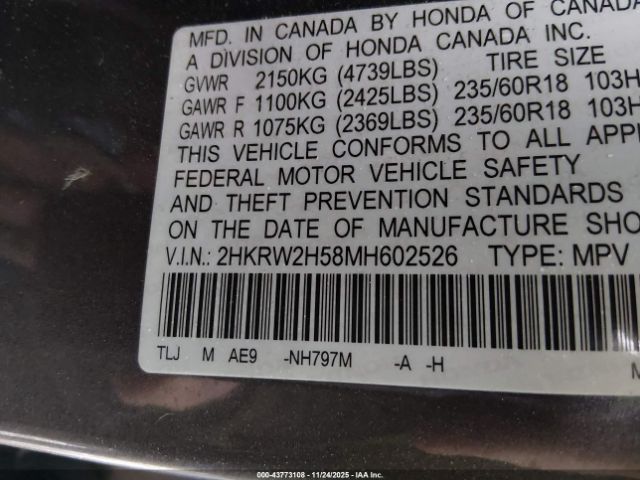 MFD. IN CANADA BY HONDA OF CANADA
A DIVISION OF HONDA CANADA INC.
GVWR 2150KG (4739LBS) TIRE SIZE
GAWR F 1100KG (2425LBS) 235/60R18 103H
GAWR R 1075KG (2369LBS) 235/60R18 103H
THIS VEHICLE CONFORMS TO ALL APPL
FEDERAL MOTOR VEHICLE SAFETY
AND THEFT PREVENTION STANDARDS
ON THE DATE OF MANUFACTURE SHO
V.I.N.: 2HKRW2H58MH602526 TYPE: MPV
TLJ M AE9 -NH797M -A -H
000-43773108 - 11/24/2025 - IAA Inc.